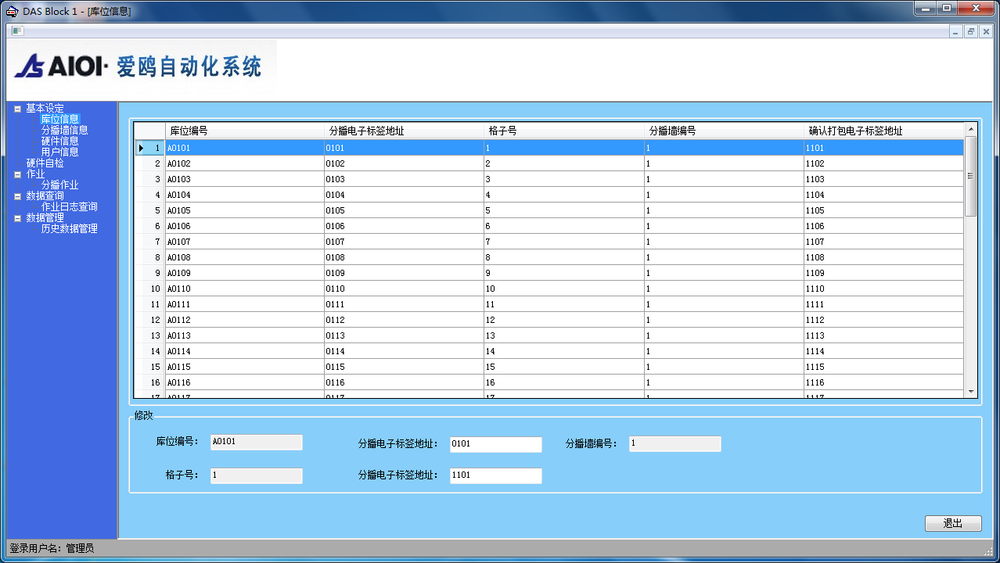 DAS Block 1 - [库位信息]
AIOI· 爱鸥自动化系统
基本设定
库位信息
分播墙信息
硬件信息
用户信息
硬件自检
作业
分播作业
数据查询
作业日志查询
数据管理
历史数据管理
库位编号 分播电子标签地址 格子号 分播墙编号 确认打包电子标签地址
1 A0101 0101 1 1 1101
2 A0102 0102 2 1 1102
3 A0103 0103 3 1 1103
4 A0104 0104 4 1 1104
5 A0105 0105 5 1 1105
6 A0106 0106 6 1 1106
7 A0107 0107 7 1 1107
8 A0108 0108 8 1 1108
9 A0109 0109 9 1 1109
10 A0110 0110 10 1 1110
11 A0111 0111 11 1 1111
12 A0112 0112 12 1 1112
13 A0113 0113 13 1 1113
14 A0114 0114 14 1 1114
15 A0115 0115 15 1 1115
16 A0116 0116 16 1 1116
17 A0117 0117 17 1 1117
修改
库位编号： A0101 分播电子标签地址： 0101 分播墙编号： 1
格子号： 1 分播电子标签地址： 1101
退出
登录用户名：管理员